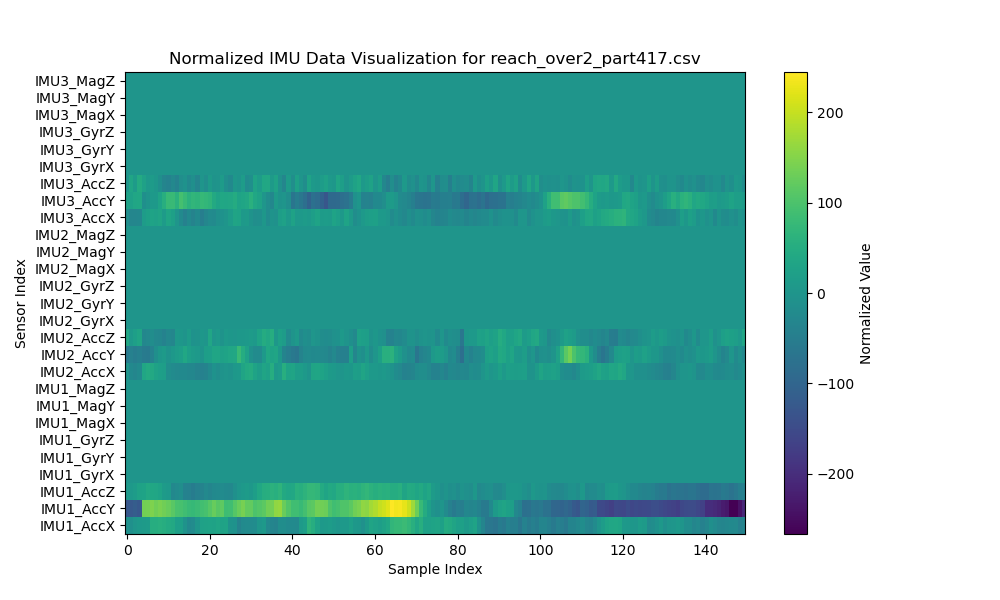 Normalized IMU Data Visualization for reach_over2_part417.csv
IMU3_MagZ
IMU3_MagY
IMU3_MagX
IMU3_GyrZ
IMU3_GyrY
IMU3_GyrX
IMU3_AccZ
IMU3_AccY
IMU3_AccX
IMU2_MagZ
IMU2_MagY
IMU2_MagX
IMU2_GyrZ
IMU2_GyrY
IMU2_GyrX
IMU2_AccZ
IMU2_AccY
IMU2_AccX
IMU1_MagZ
IMU1_MagY
IMU1_MagX
IMU1_GyrZ
IMU1_GyrY
IMU1_GyrX
IMU1_AccZ
IMU1_AccY
IMU1_AccX
Sensor Index
0 20 40 60 80 100 120 140
Sample Index
200
100
0
−100
−200
Normalized Value